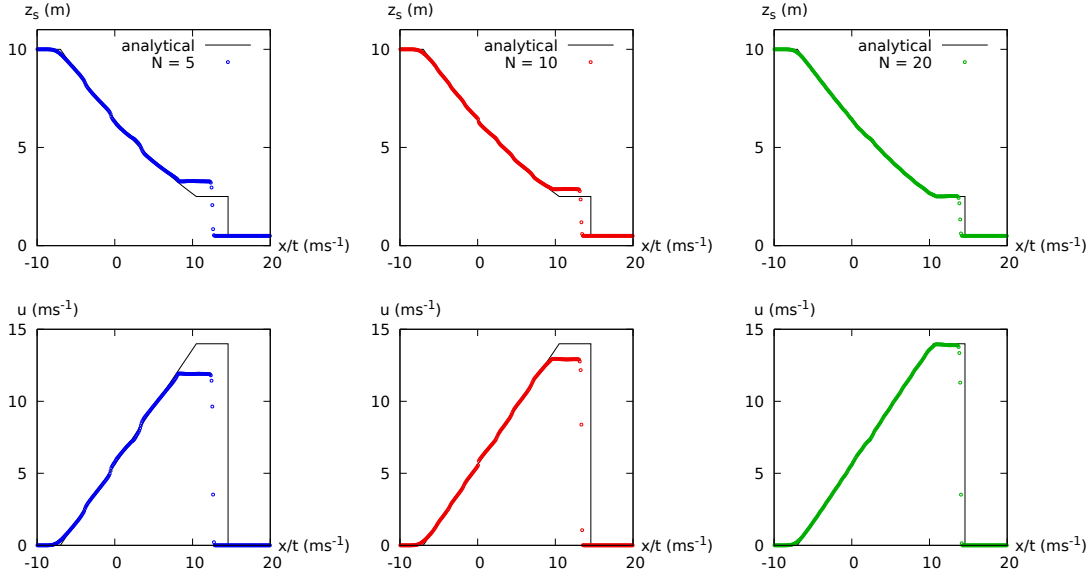 z_s (m)
10
5
0
-10 0 10 20
x/t (ms⁻¹)
analytical
N = 5
z_s (m)
10
5
0
-10 0 10 20
x/t (ms⁻¹)
analytical
N = 10
z_s (m)
10
5
0
-10 0 10 20
x/t (ms⁻¹)
analytical
N = 20
u (ms⁻¹)
15
10
5
0
-10 0 10 20
x/t (ms⁻¹)
u (ms⁻¹)
15
10
5
0
-10 0 10 20
x/t (ms⁻¹)
u (ms⁻¹)
15
10
5
0
-10 0 10 20
x/t (ms⁻¹)